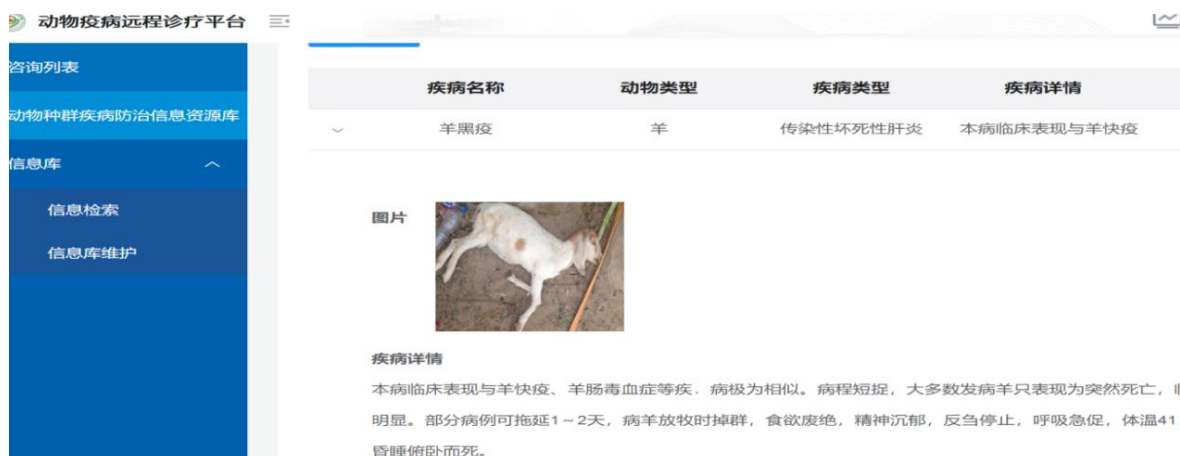 动物疫病远程诊疗平台
咨询列表
动物种群疾病防治信息资源库
信息库
信息检索
信息库维护
疾病名称 动物类型 疾病类型 疾病详情
羊黑疫 羊 传染性坏死性肝炎 本病临床表现与羊快疫
图片
疾病详情
本病临床表现与羊快疫、羊肠毒血症等疾．病极为相似。病程短捉，大多数发病羊只表现为突然死亡，
明显。部分病例可拖延1~2天，病羊放牧时掉群，食欲废绝，精神沉郁，反刍停止，呼吸急促，体温41
昏睡俯卧而死。